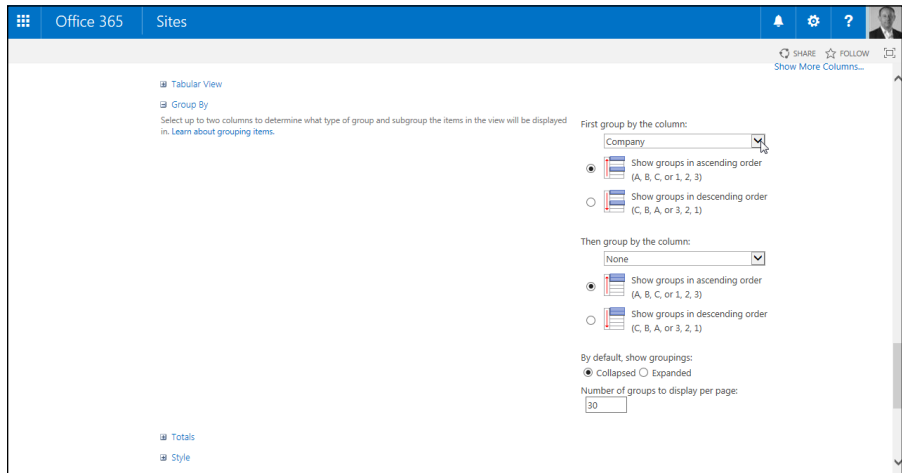 Office 365 Sites ?
SHARE FOLLOW
Show More Columns...
Tabular View
Group By
Select up to two columns to determine what type of group and subgroup the items in the view will be displayed
in. Learn about grouping items.
First group by the column:
Company
Show groups in ascending order
(A, B, C, or 1, 2, 3)
Show groups in descending order
(C, B, A, or 3, 2, 1)
Then group by the column:
None
Show groups in ascending order
(A, B, C, or 1, 2, 3)
Show groups in descending order
(C, B, A, or 3, 2, 1)
By default, show groupings:
Collapsed Expanded
Number of groups to display per page:
30
Totals
Style